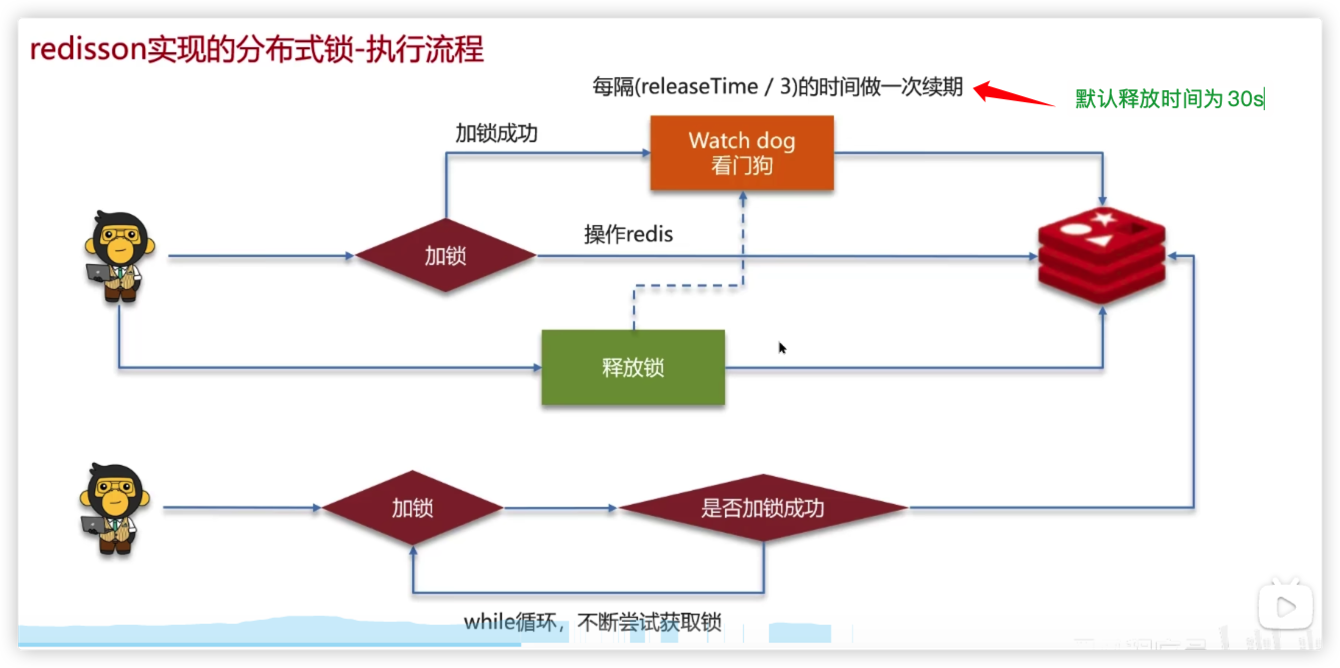 redisson实现的分布式锁-执行流程
每隔(releaseTime / 3)的时间做一次续期
默认释放时间为 30s
加锁成功
Watch dog
看门狗
加锁
操作redis
释放锁
加锁
是否加锁成功
while循环，不断尝试获取锁